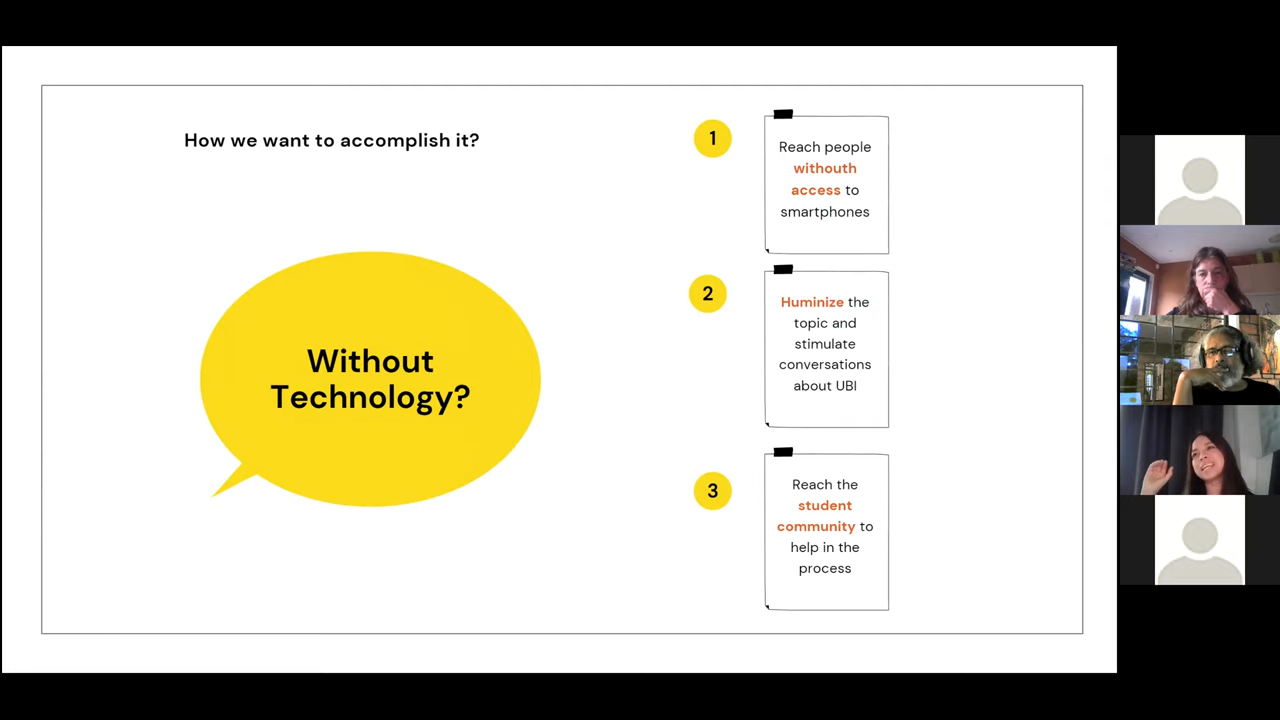 How we want to accomplish it?
Without
Technology?
1
Reach people
withouth
access to
smartphones
2
Huminize the
topic and
stimulate
conversations
about UBI
3
Reach the
student
community to
help in the
process